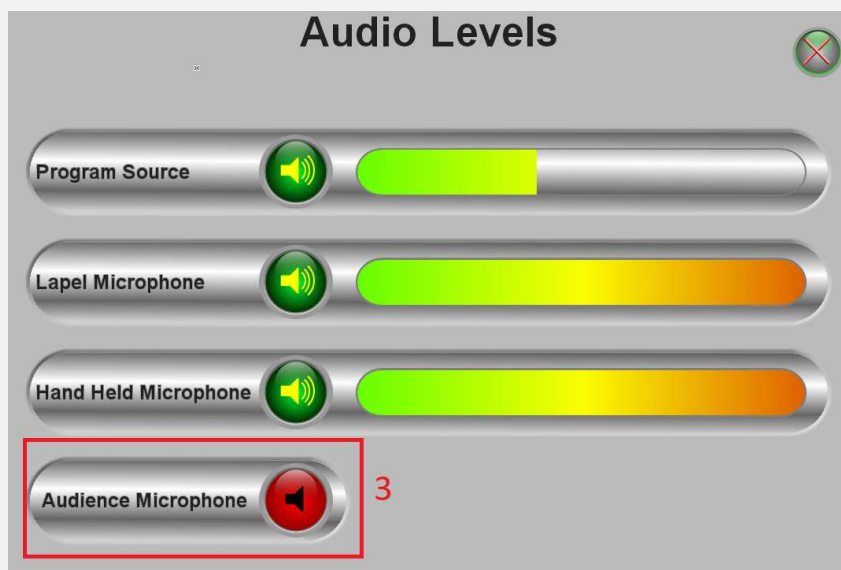 Audio Levels
Program Source
Lapel Microphone
Hand Held Microphone
Audience Microphone
3